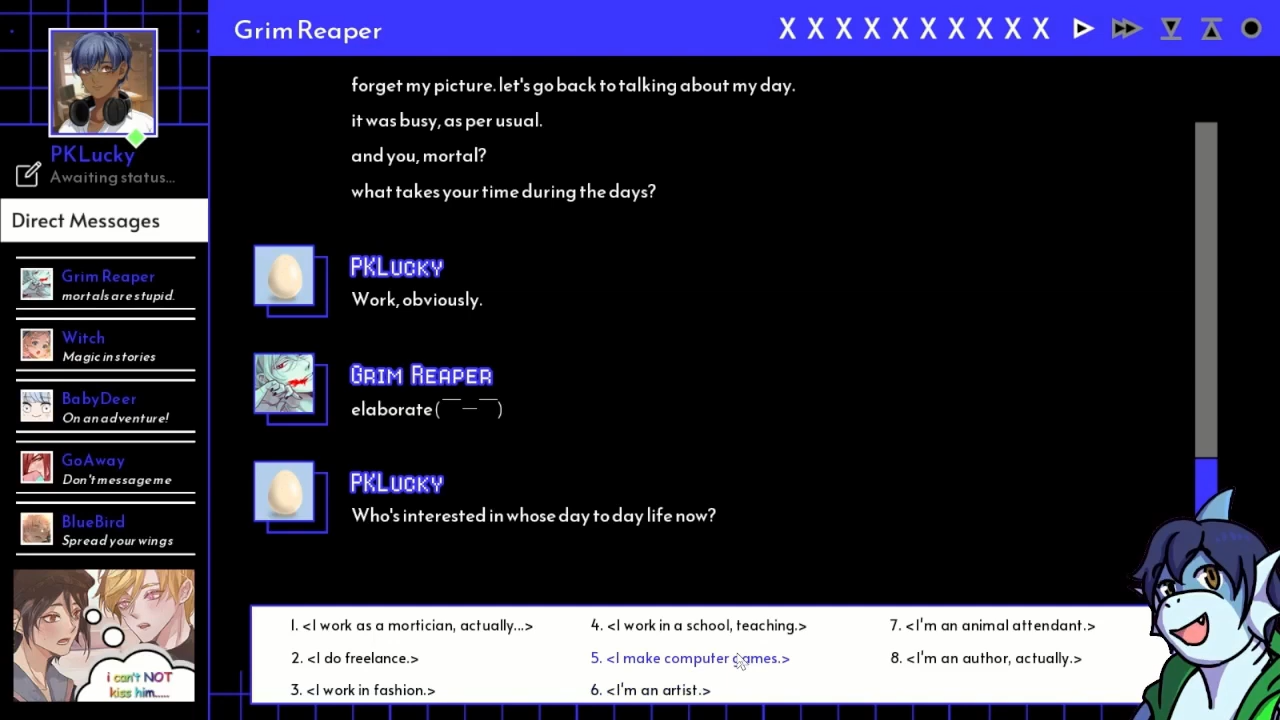 Grim Reaper
X X X X X X X X X X
PKLucky
Awaiting status...
Direct Messages
Grim Reaper
mortals are stupid.
Witch
Magic in stories
BabyDeer
On an adventure!
GoAway
Don't message me
BlueBird
Spread your wings
i can't NOT
kiss him.....
forget my picture. let's go back to talking about my day.
it was busy, as per usual.
and you, mortal?
what takes your time during the days?
PKLucky
Work, obviously.
Grim Reaper
elaborate (￣—￣)
PKLucky
Who's interested in whose day to day life now?
1. <I work as a mortician, actually...>
2. <I do freelance.>
3. <I work in fashion.>
4. <I work in a school, teaching.>
5. <I make computer games.>
6. <I'm an artist.>
7. <I'm an animal attendant.>
8. <I'm an author, actually.>